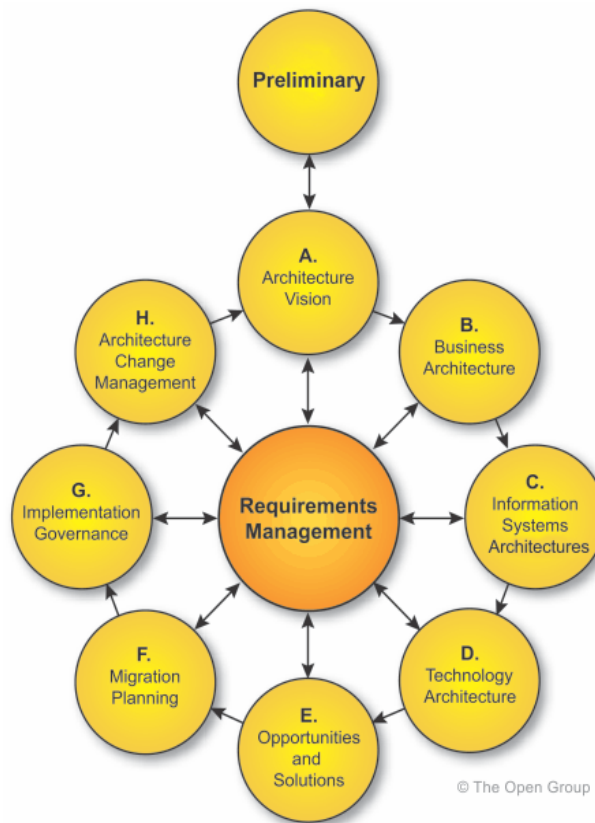 Preliminary
A.
Architecture
Vision
B.
Business
Architecture
C.
Information
Systems
Architectures
D.
Technology
Architecture
E.
Opportunities
and
Solutions
F.
Migration
Planning
G.
Implementation
Governance
H.
Architecture
Change
Management
Requirements
Management
© The Open Group